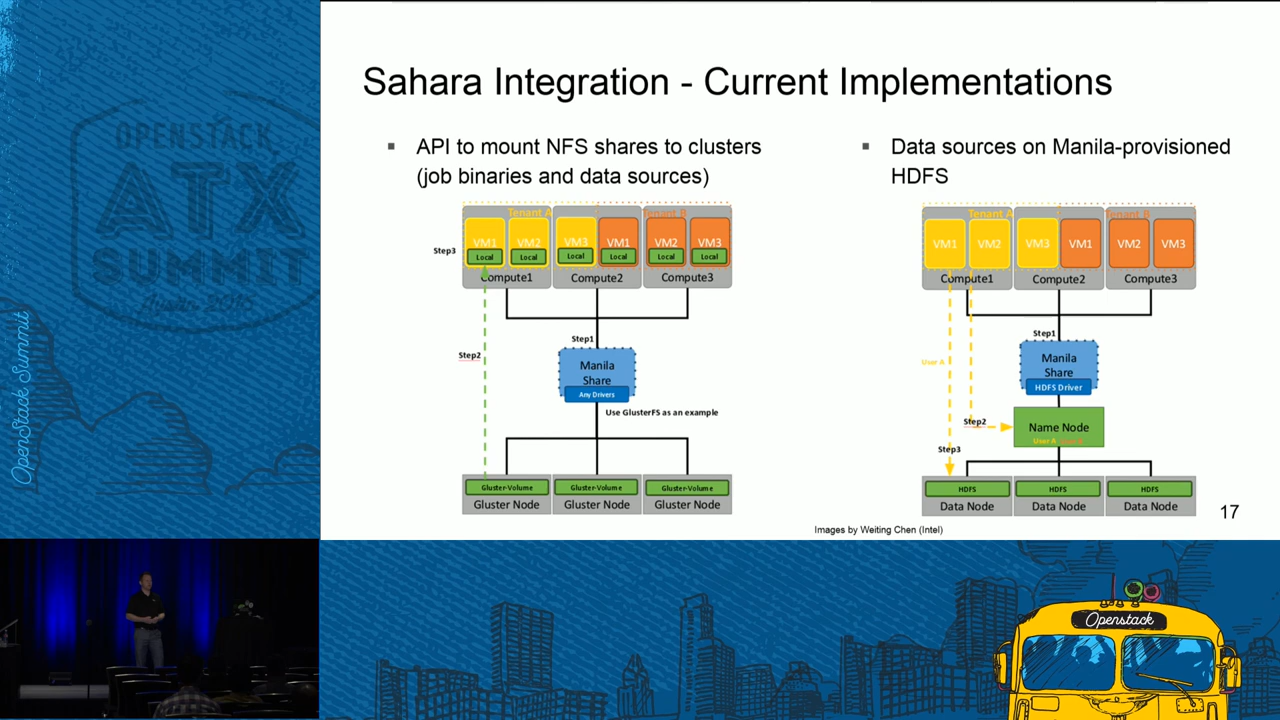 Sahara Integration - Current Implementations
API to mount NFS shares to clusters
(job binaries and data sources)
Tenant A
Tenant B
VM1
VM2
VM3
VM1
VM2
VM3
Local
Local
Local
Local
Local
Local
Step3
Compute1
Compute2
Compute3
Step1
Step2
Manila
Share
Any Drivers
Use GlusterFS as an example
Gluster-Volume
Gluster-Volume
Gluster-Volume
Gluster Node
Gluster Node
Gluster Node
Data sources on Manila-provisioned
HDFS
Tenant A
Tenant B
VM1
VM2
VM3
VM1
VM2
VM3
Compute1
Compute2
Compute3
Step1
User A
Manila
Share
HDFS Driver
Step2
Name Node
User A
Step3
HDFS
HDFS
HDFS
Data Node
Data Node
Data Node
17
Images by Weiting Chen (Intel)
OPENSTACK
ATX
SUMMIT
OpenStack Summit
Openstack